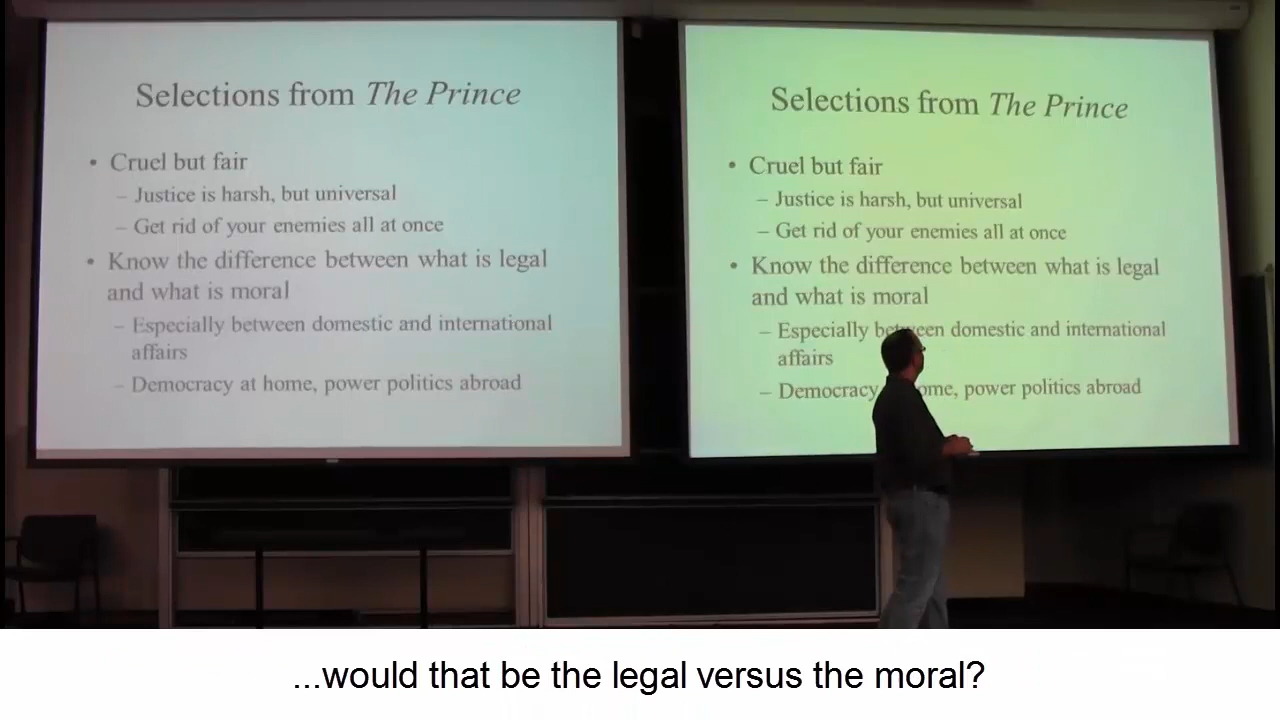 Selections from The Prince
• Cruel but fair
– Justice is harsh, but universal
– Get rid of your enemies all at once
• Know the difference between what is legal
and what is moral
– Especially between domestic and international
affairs
– Democracy at home, power politics abroad
Selections from The Prince
• Cruel but fair
– Justice is harsh, but universal
– Get rid of your enemies all at once
• Know the difference between what is legal
and what is moral
– Especially between domestic and international
affairs
– Democracy at home, power politics abroad
...would that be the legal versus the moral?